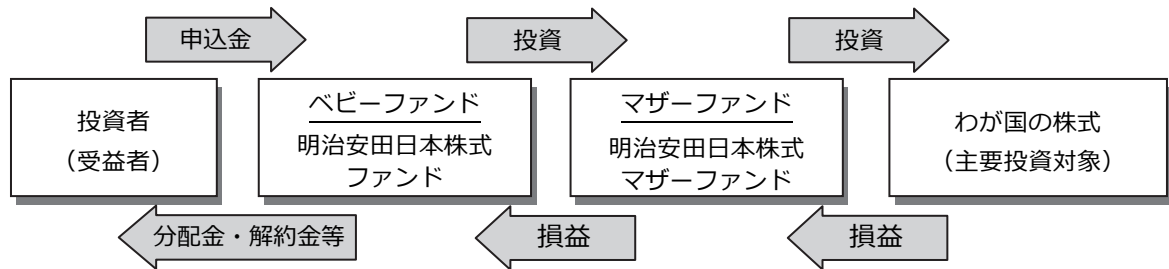 申込金
投資
投資
投資者
（受益者）
ベビーファンド
明治安田日本株式
ファンド
マザーファンド
明治安田日本株式
マザーファンド
わが国の株式
（主要投資対象）
分配金・解約金等
損益
損益